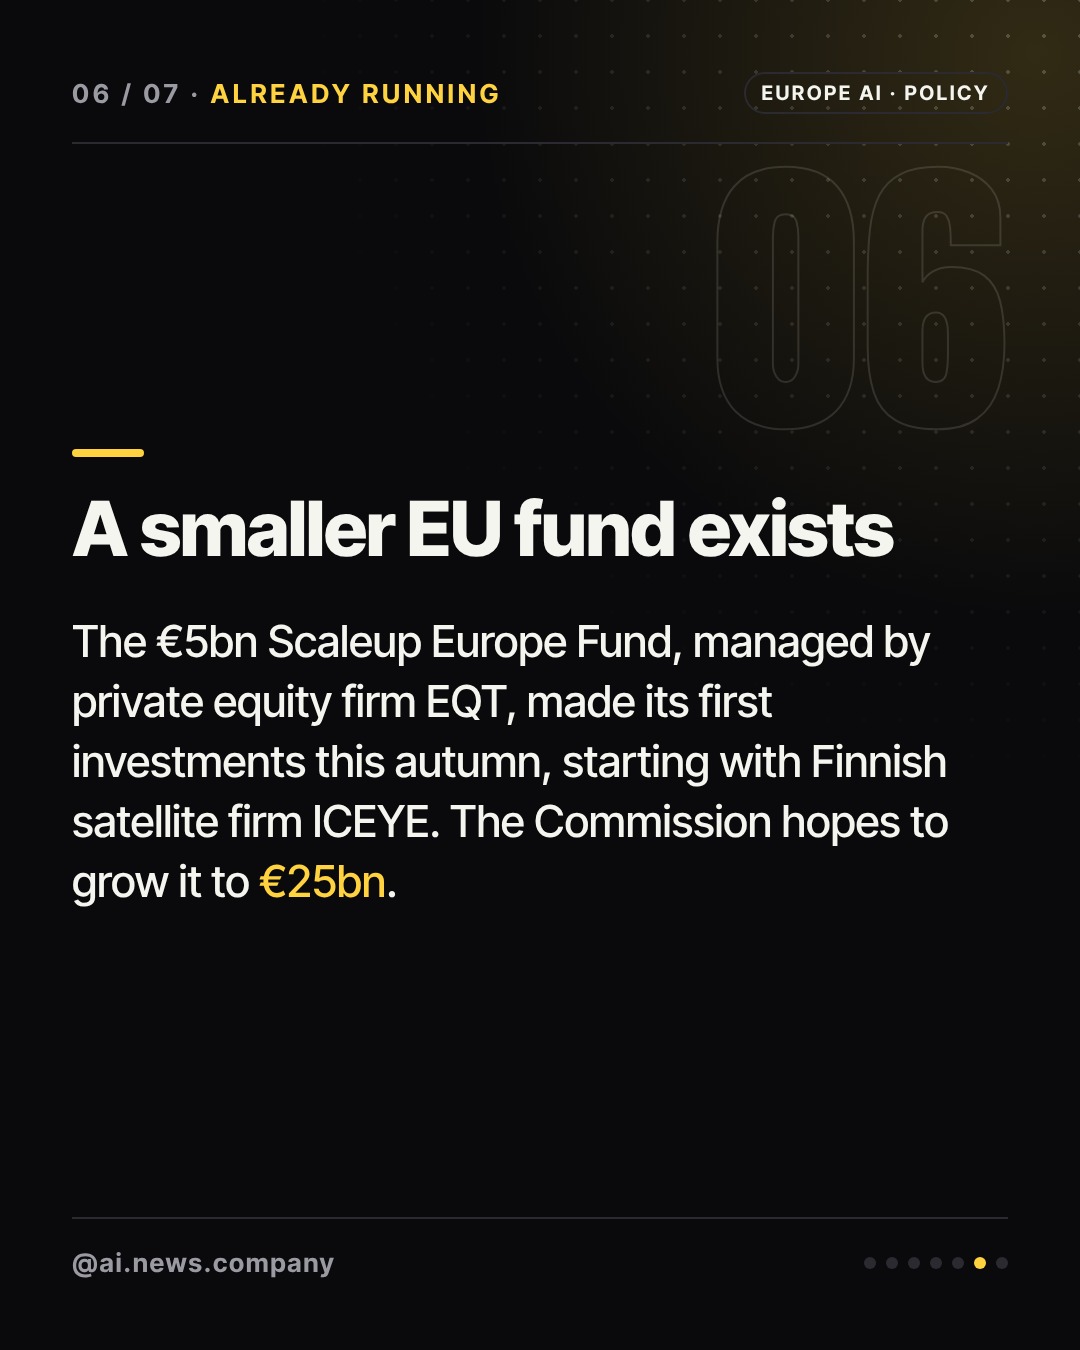 06 / 07 · ALREADY RUNNING
EUROPE AI · POLICY
06
A smaller EU fund exists
The €5bn Scaleup Europe Fund, managed by
private equity firm EQT, made its first
investments this autumn, starting with Finnish
satellite firm ICEYE. The Commission hopes to
grow it to €25bn.
@ai.news.company